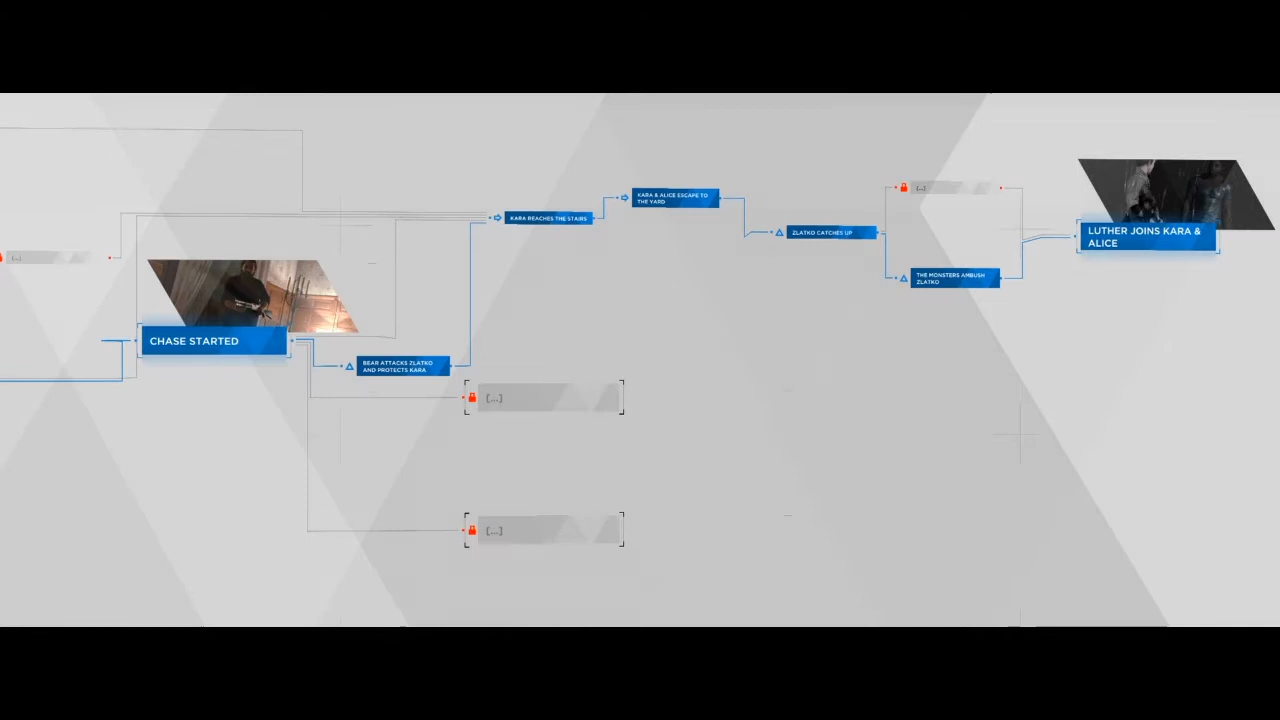 [...]
CHASE STARTED
BEAR ATTACKS ZLATKO
AND PROTECTS KARA
[...]
[...]
KARA REACHES THE STAIRS
KARA & ALICE ESCAPE TO
THE YARD
ZLATKO CATCHES UP
[...]
THE MONSTERS AMBUSH
ZLATKO
LUTHER JOINS KARA &
ALICE